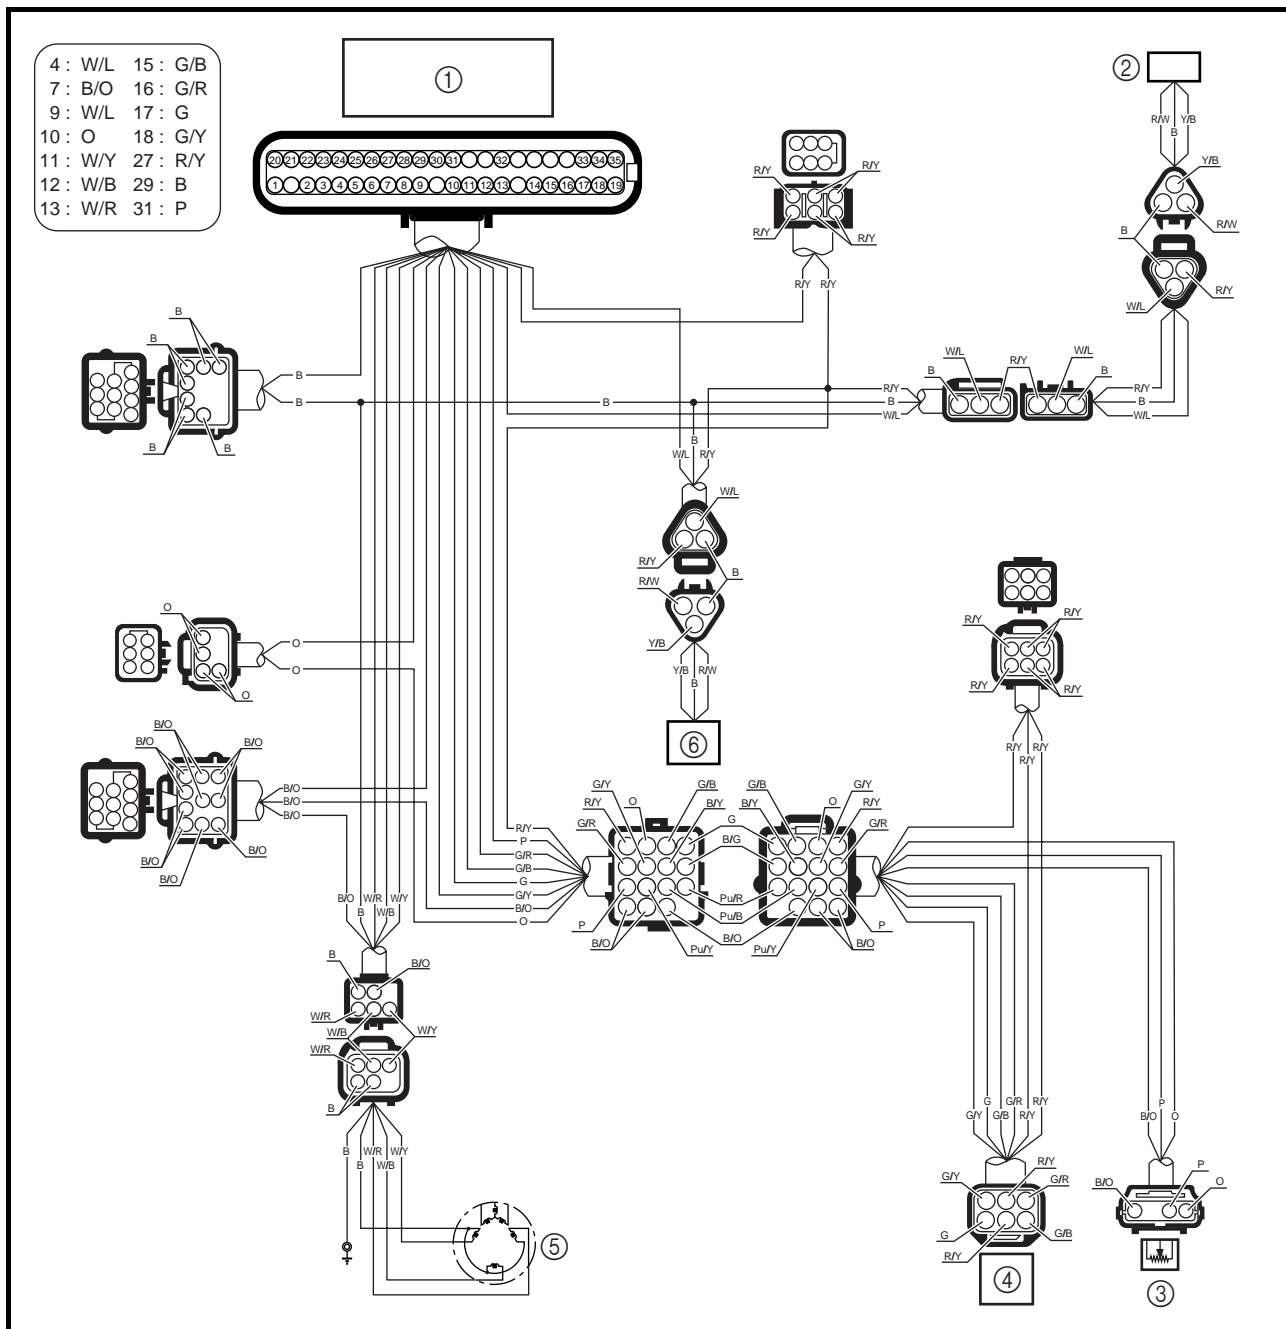 4 : W/L 15 : G/B
7 : B/O 16 : G/R
9 : W/L 17 : G
10 : O 18 : G/Y
11 : W/Y 27 : R/Y
12 : W/B 29 : B
13 : W/R 31 : P
①
②
R/W Y/B
B
20 21 22 23 24 25 26 27 28 29 30 31 32 33 34 35
1 2 3 4 5 6 7 8 9 10 11 12 13 14 15 16 17 18 19
R/Y R/Y
R/Y R/Y
R/Y R/Y
Y/B
B R/W
W/L R/Y
B
B
B
B
B B
B B
W/L R/Y W/L
B B
R/Y R/Y
B B
W/L W/L
B
W/L R/Y
W/L
R/Y B
R/W
Y/B
Y/B R/W
B
⑥
O
O
O
O
R/Y R/Y
R/Y R/Y
R/Y R/Y
R/Y
B/O
B/O B/O
B/O
B/O
B/O
B/O B/O
B/O
G/Y G/B G/B G/Y
R/Y O B/Y B/Y O R/Y
G/R G G/R
B/G
Pu/R
P Pu/B P
B/O B/O B/O
Pu/Y Pu/Y
R/Y
P
G/R
G/B
G
G/Y
B/O
O
B/O W/R W/Y
B W/B
B B/O
W/R
W/B W/Y
W/R
B
B W/R W/Y
B W/B
⑤
G G/R R/Y
G/Y G/B R/Y
P
B/O O
R/Y
G/Y G/R
G G/B
R/Y
④
P
B/O O
③